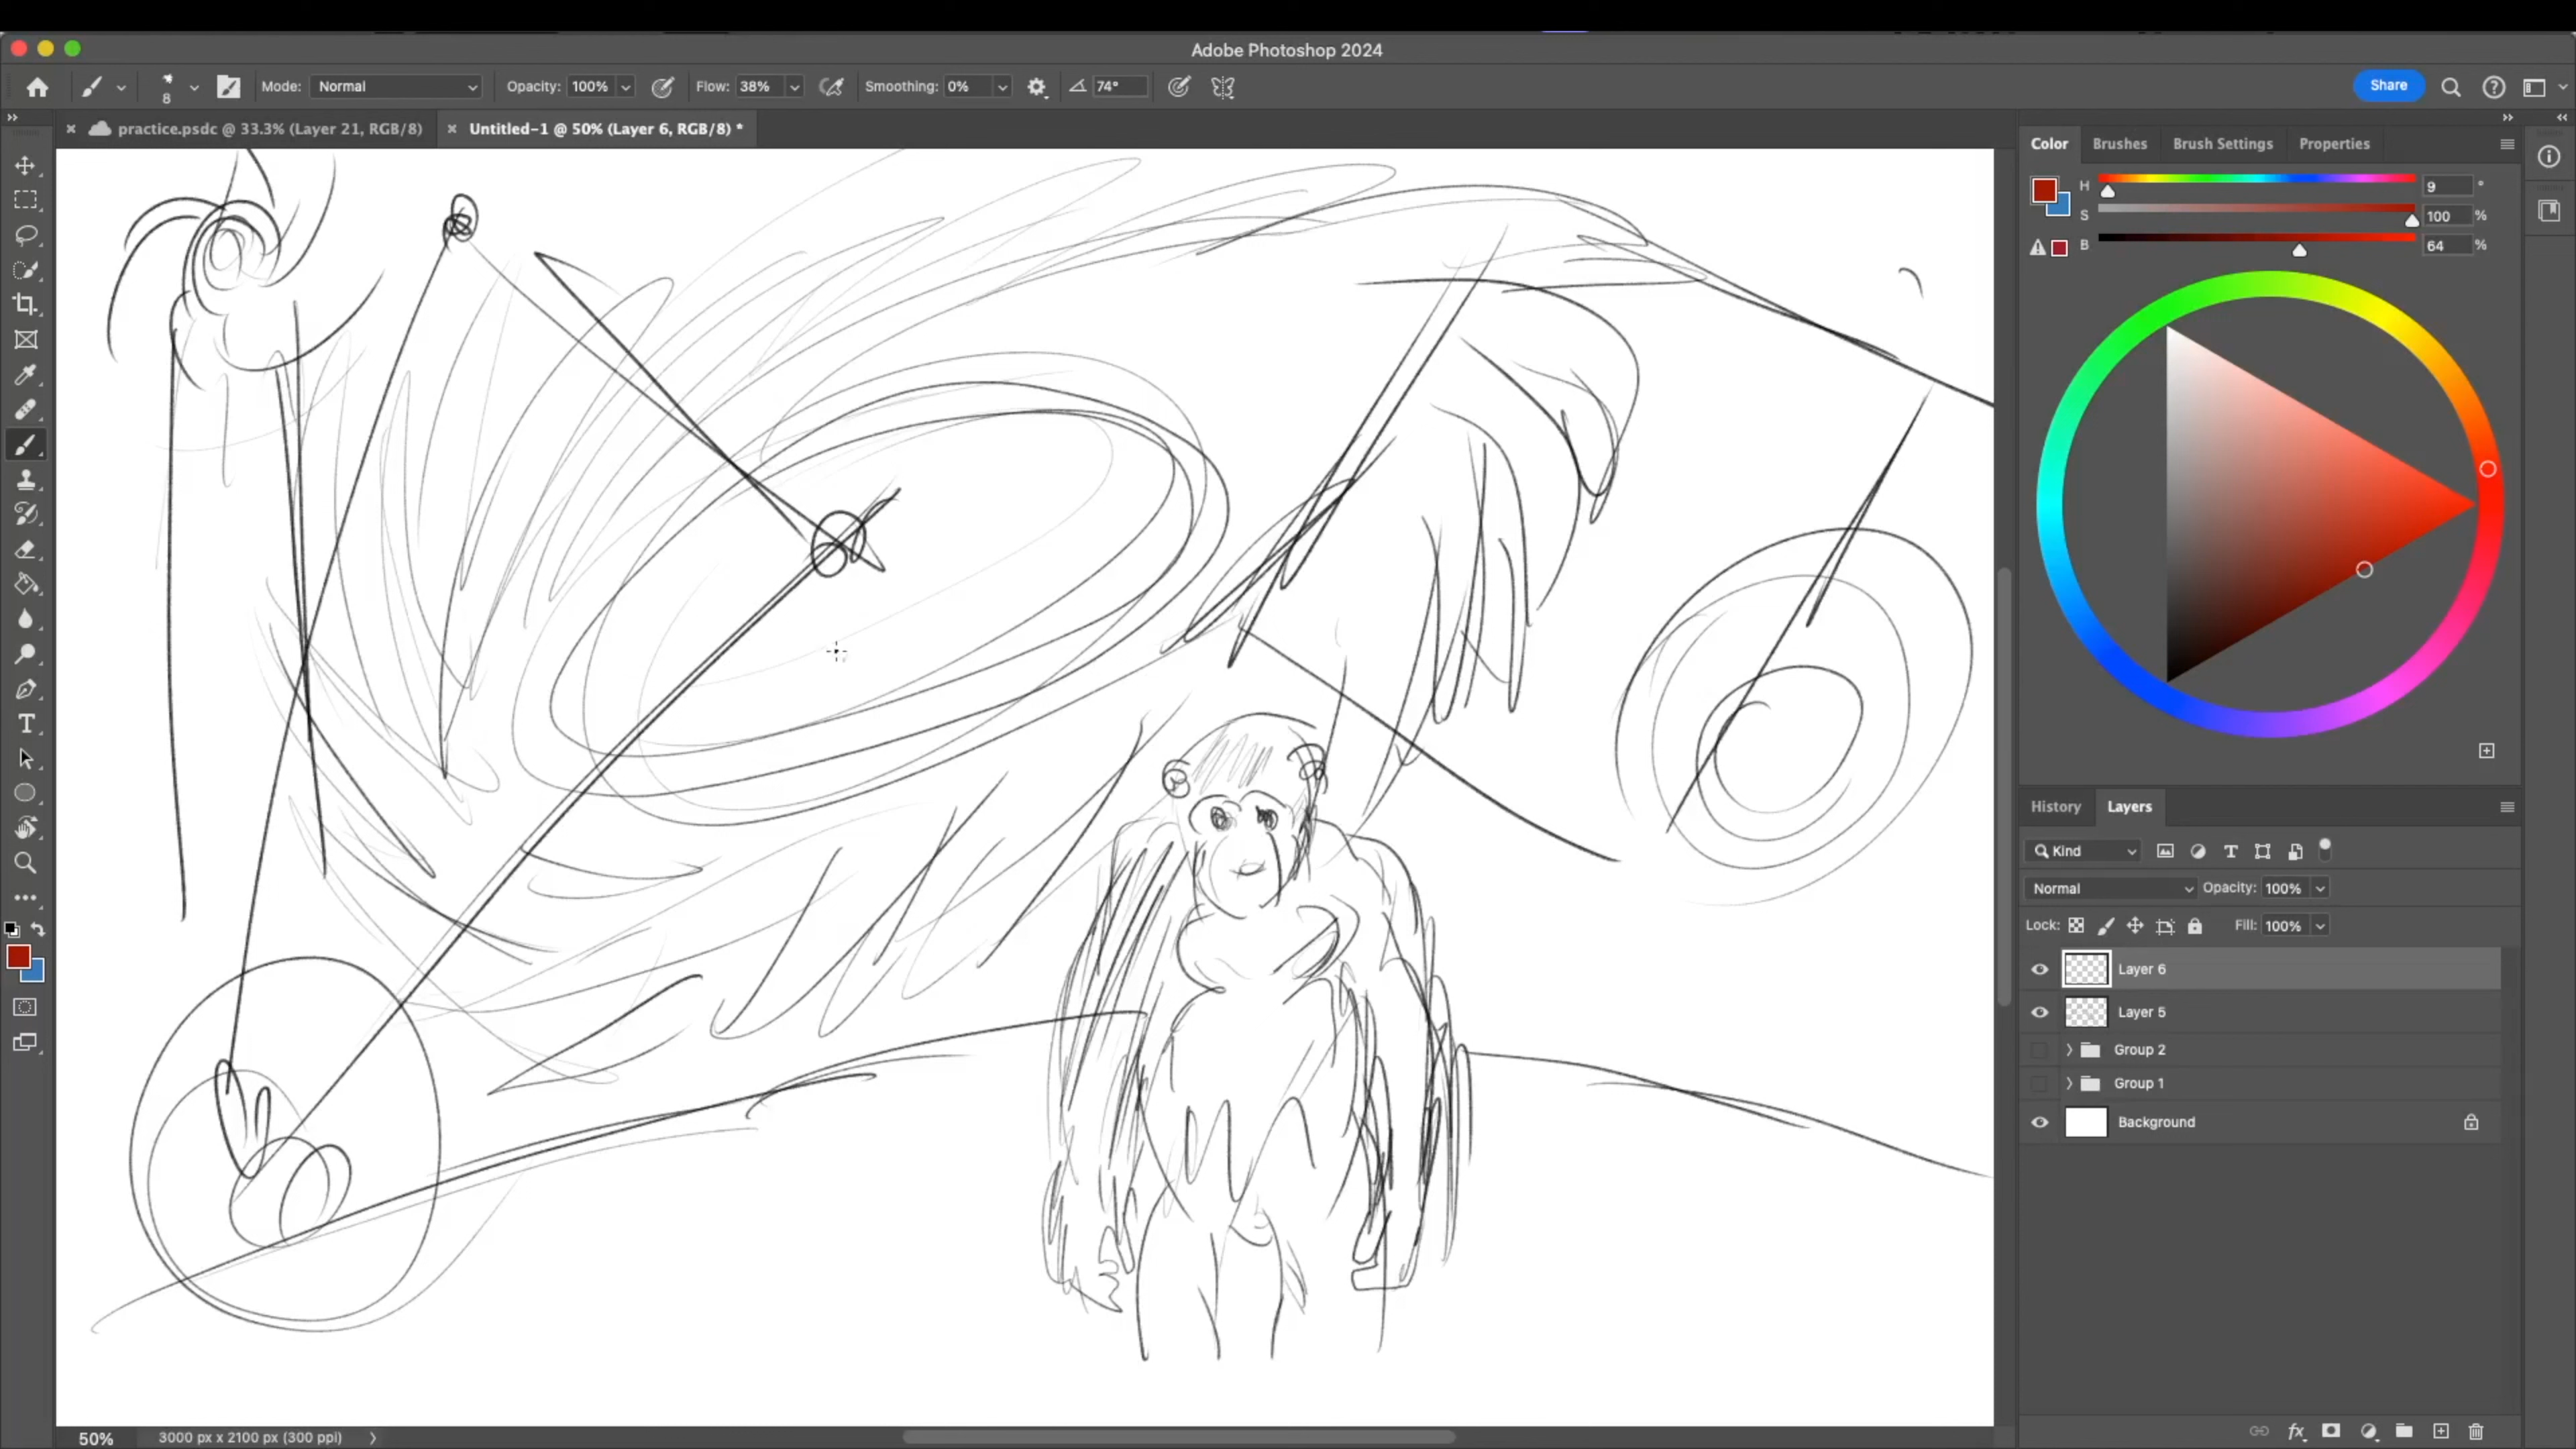 Adobe Photoshop 2024
8 Mode: Normal Opacity: 100% Flow: 38% Smoothing: 0% 74° Share
practice.psdc @ 33.3% (Layer 21, RGB/8) Untitled-1 @ 50% (Layer 6, RGB/8) *
Color Brushes Brush Settings Properties
H 9 °
S 100 %
B 64 %
History Layers
Kind
Normal Opacity: 100%
Lock: Fill: 100%
Layer 6
Layer 5
Group 2
Group 1
Background
50% 3000 px x 2100 px (300 ppi)